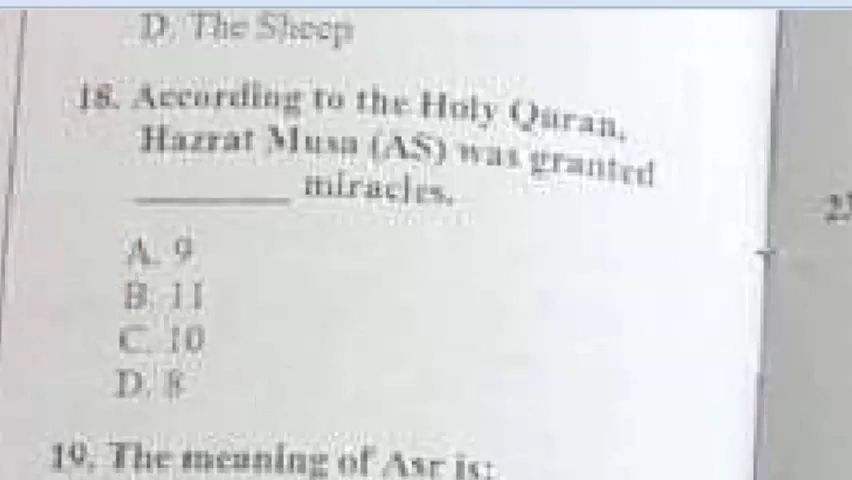 D. The Sheep
18. According to the Holy Quran,
Hazrat Musa (AS) was granted
________ miracles.
A. 9
B. 11
C. 10
D. 8
19. The meaning of Asr is: